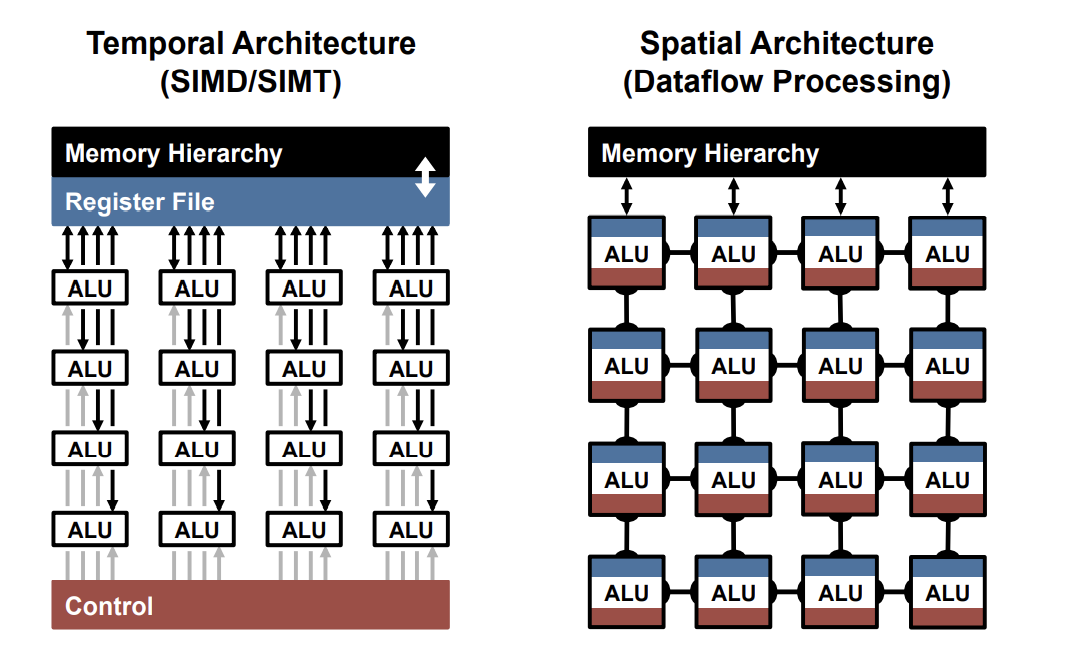 Temporal Architecture
(SIMD/SIMT)
Memory Hierarchy
Register File
ALU ALU ALU ALU
ALU ALU ALU ALU
ALU ALU ALU ALU
ALU ALU ALU ALU
Control
Spatial Architecture
(Dataflow Processing)
Memory Hierarchy
ALU ALU ALU ALU
ALU ALU ALU ALU
ALU ALU ALU ALU
ALU ALU ALU ALU